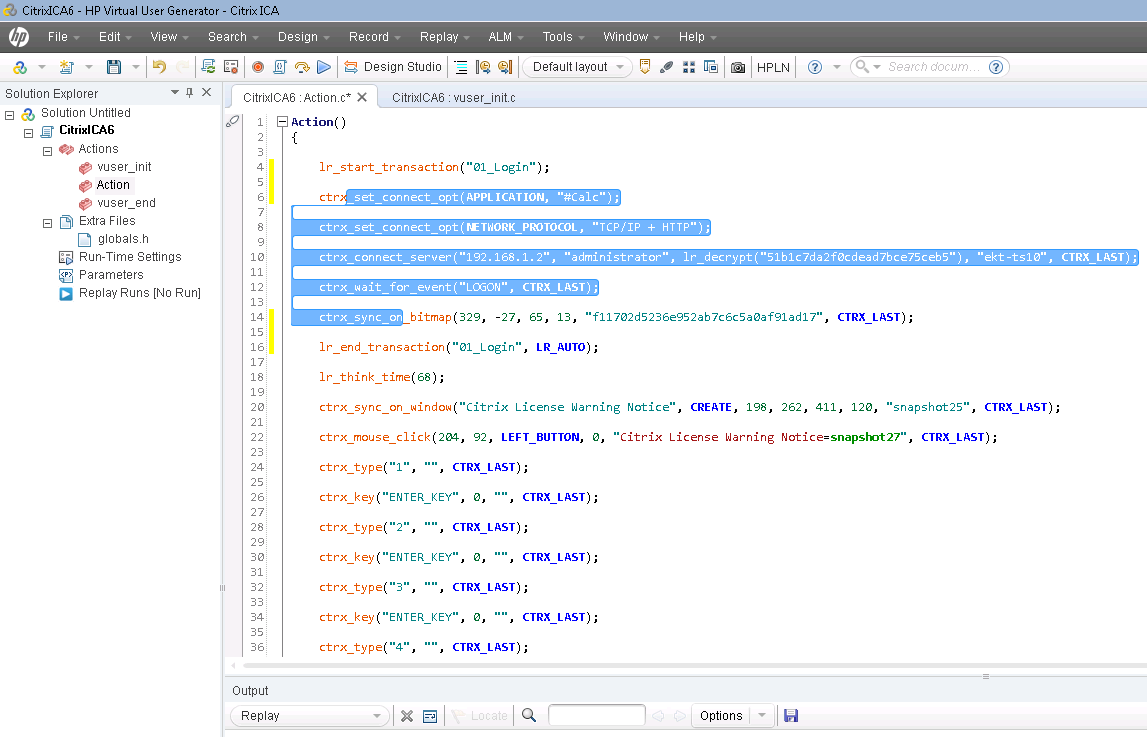 CitrixICA6 - HP Virtual User Generator - Citrix ICA
hp File Edit View Search Design Record Replay ALM Tools Window Help
Design Studio Default layout HPLN ? Search docum... ?
Solution Explorer
Solution Untitled
CitrixICA6
Actions
vuser_init
Action
vuser_end
Extra Files
globals.h
Run-Time Settings
Parameters
Replay Runs [No Run]
CitrixICA6 : Action.c* CitrixICA6 : vuser_init.c
1 Action()
2 {
3
4 lr_start_transaction("01_Login");
5
6 ctrx_set_connect_opt(APPLICATION, "#Calc");
7
8 ctrx_set_connect_opt(NETWORK_PROTOCOL, "TCP/IP + HTTP");
9
10 ctrx_connect_server("192.168.1.2", "administrator", lr_decrypt("51b1c7da2f0cdead7bce75ceb5"), "ekt-ts10", CTRX_LAST);
11
12 ctrx_wait_for_event("LOGON", CTRX_LAST);
13
14 ctrx_sync_on_bitmap(329, -27, 65, 13, "f11702d5236e952ab7c6c5a0af91ad17", CTRX_LAST);
15
16 lr_end_transaction("01_Login", LR_AUTO);
17
18 lr_think_time(68);
19
20 ctrx_sync_on_window("Citrix License Warning Notice", CREATE, 198, 262, 411, 120, "snapshot25", CTRX_LAST);
21
22 ctrx_mouse_click(204, 92, LEFT_BUTTON, 0, "Citrix License Warning Notice=snapshot27", CTRX_LAST);
23
24 ctrx_type("1", "", CTRX_LAST);
25
26 ctrx_key("ENTER_KEY", 0, "", CTRX_LAST);
27
28 ctrx_type("2", "", CTRX_LAST);
29
30 ctrx_key("ENTER_KEY", 0, "", CTRX_LAST);
31
32 ctrx_type("3", "", CTRX_LAST);
33
34 ctrx_key("ENTER_KEY", 0, "", CTRX_LAST);
35
36 ctrx_type("4", "", CTRX_LAST);
Output
Replay Locate Options